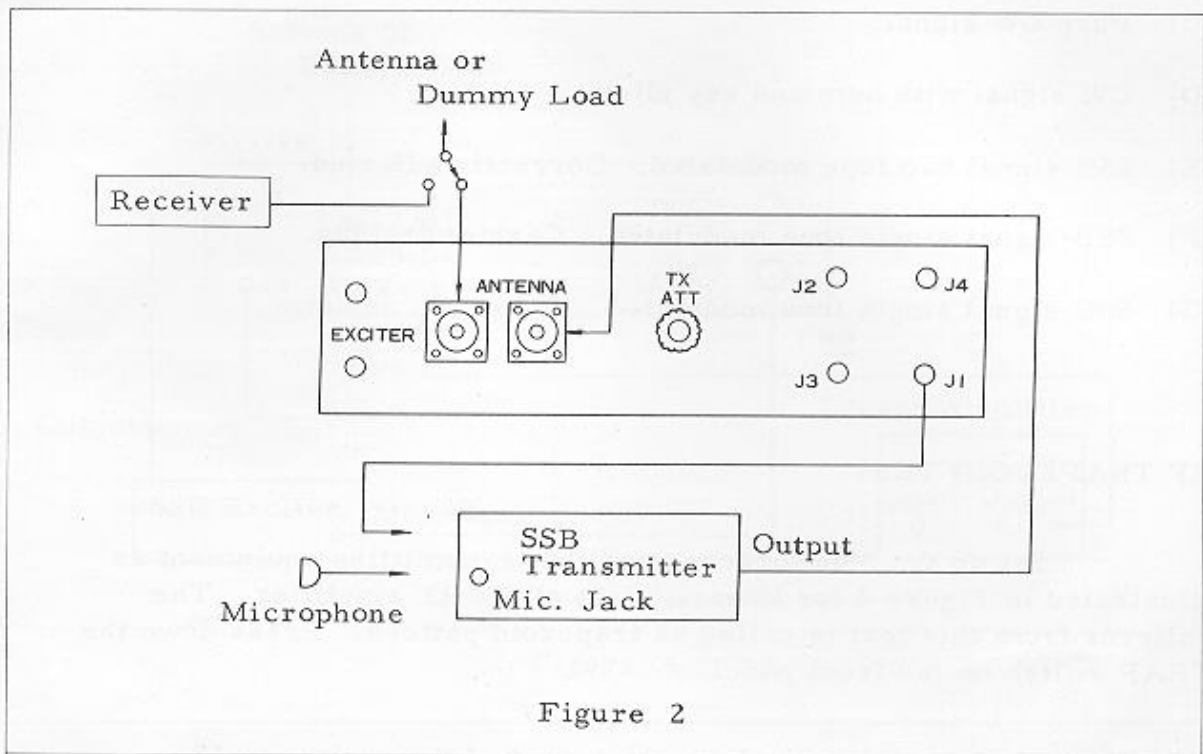 Antenna or
Dummy Load
Receiver
ANTENNA
EXCITER
TX
ATT
J2
J4
J3
J1
SSB
Transmitter
Mic. Jack
Output
Microphone
Figure 2